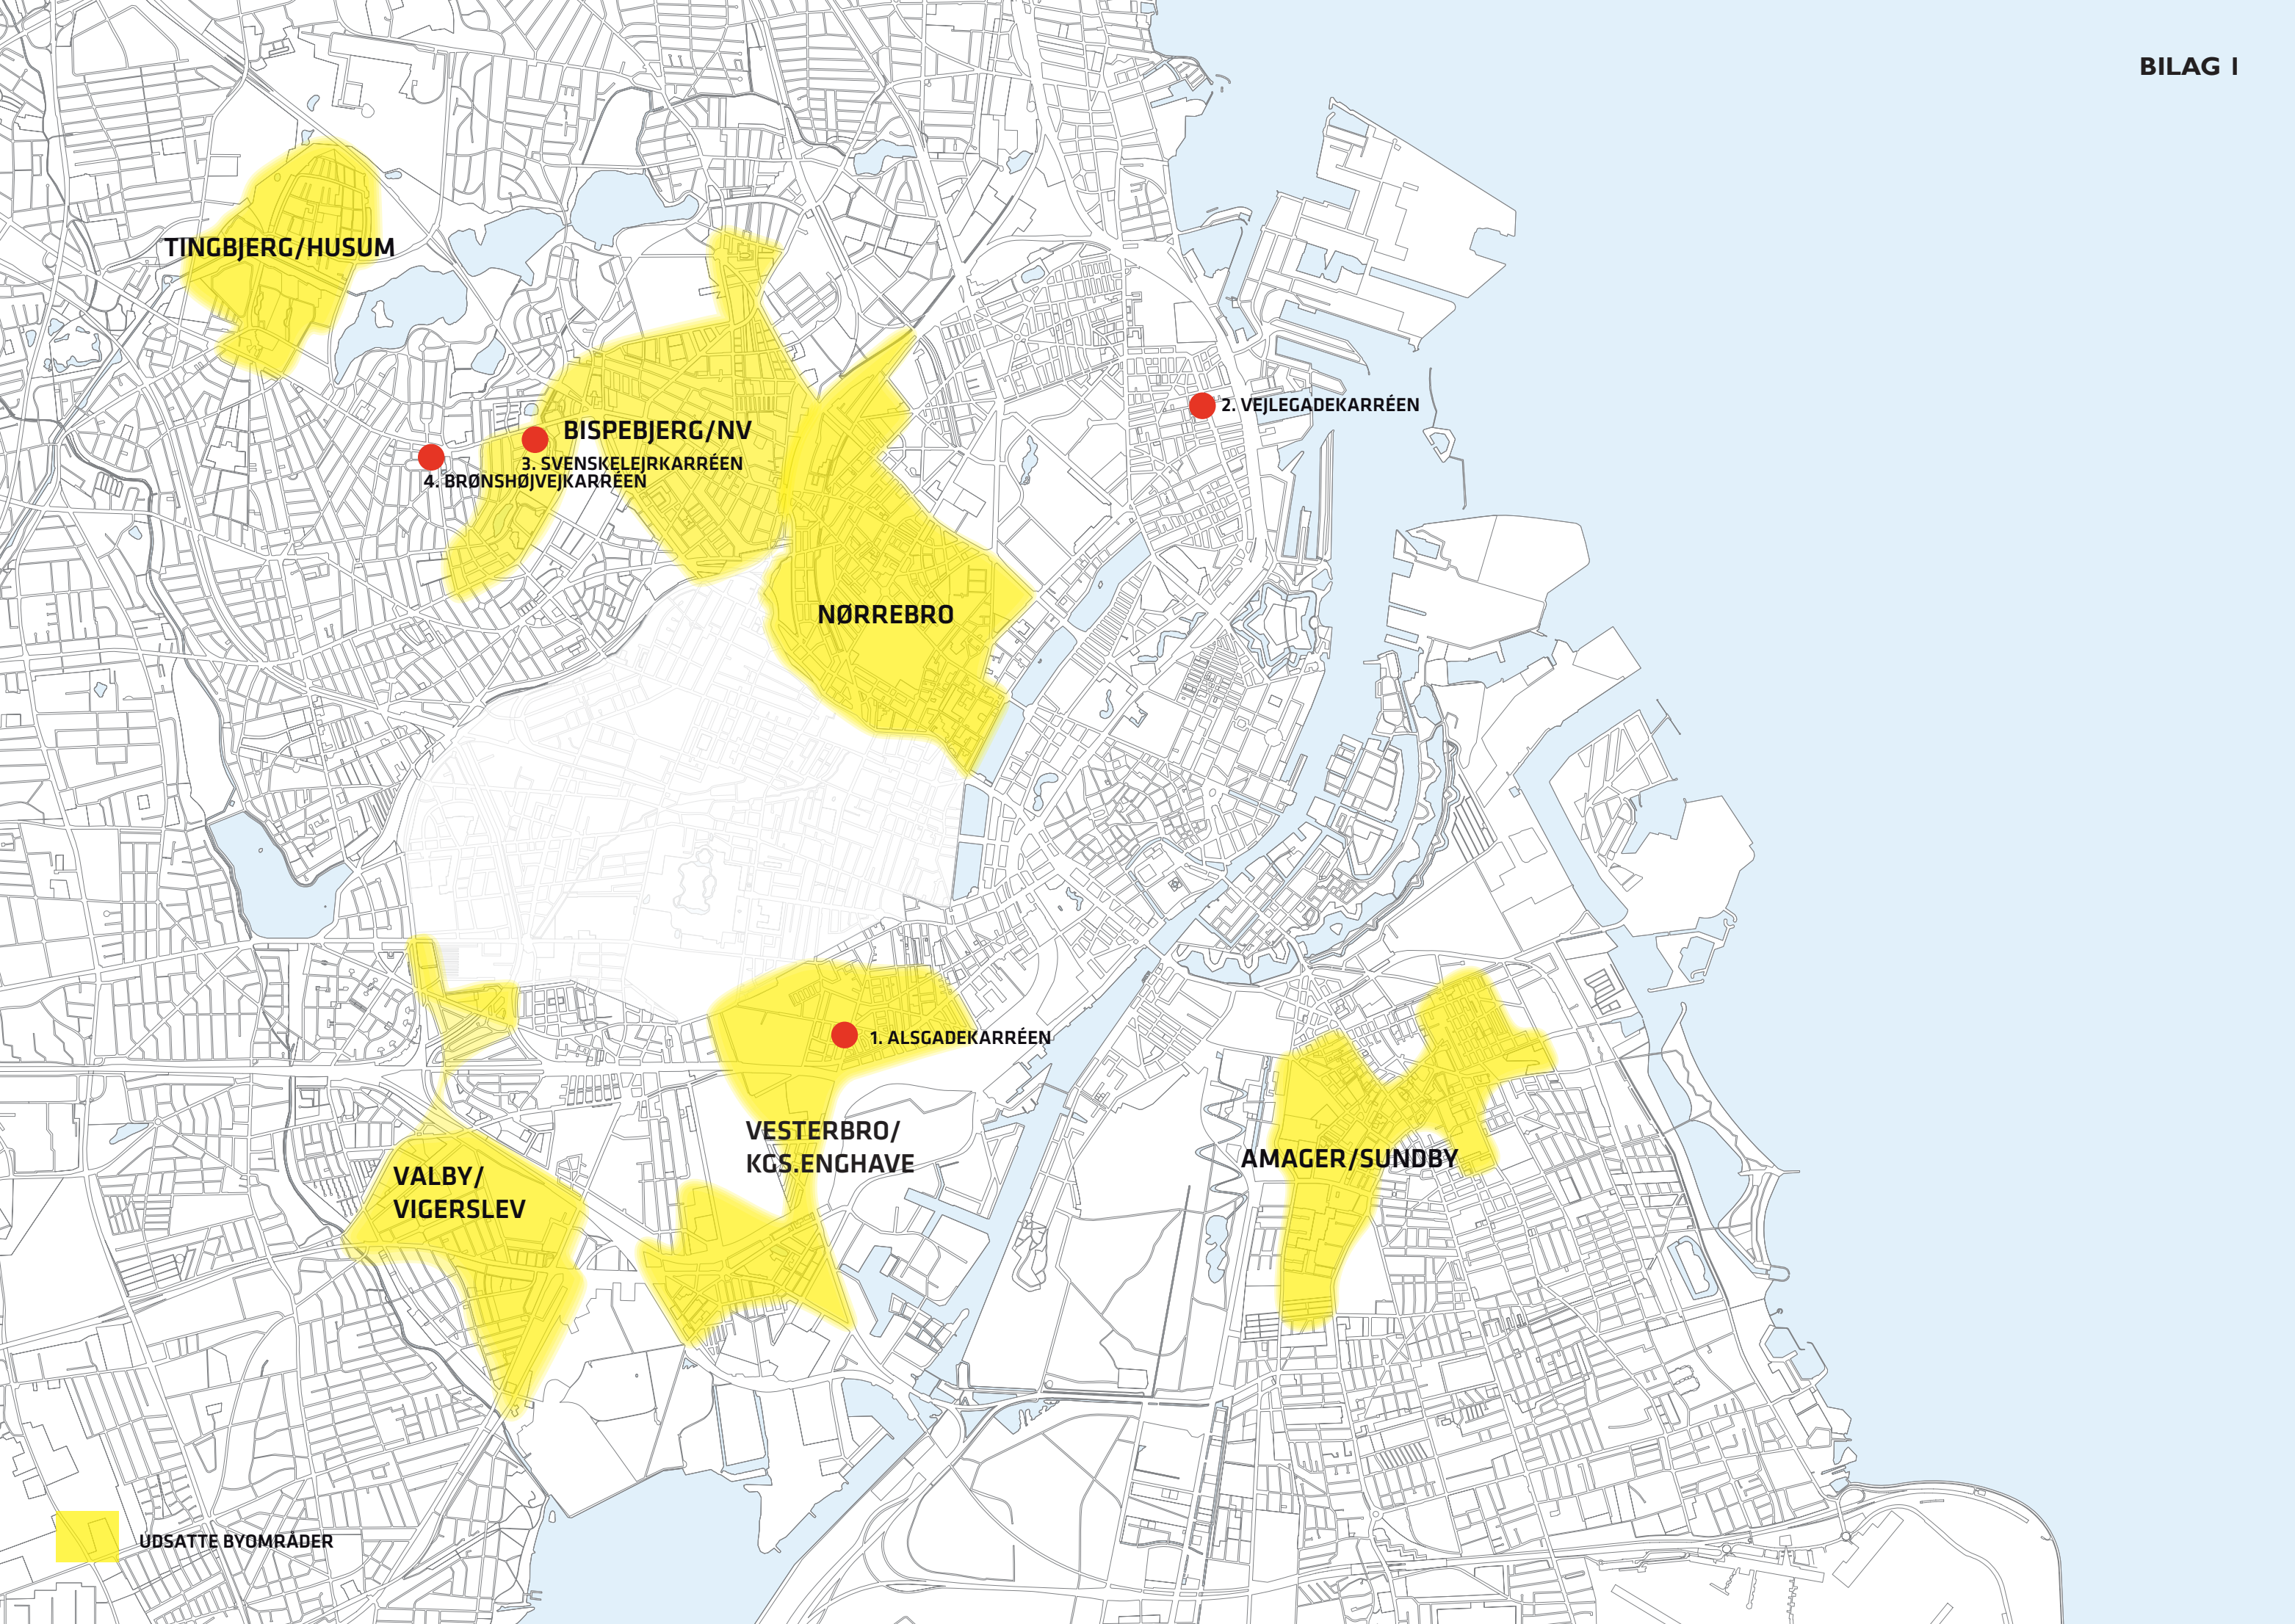 BILAG I
TINGBJERG/HUSUM
2. VEJLEGADEKARRÉEN
BISPEBJERG/NV
3. SVENSKELEJRKARRÉEN
4. BRØNSHØJVEJKARRÉEN
NØRREBRO
1. ALSGADEKARRÉEN
VESTERBRO/
KGS.ENGHAVE
AMAGER/SUNDBY
VALBY/
VIGERSLEV
UDSATTE BYOMRÅDER